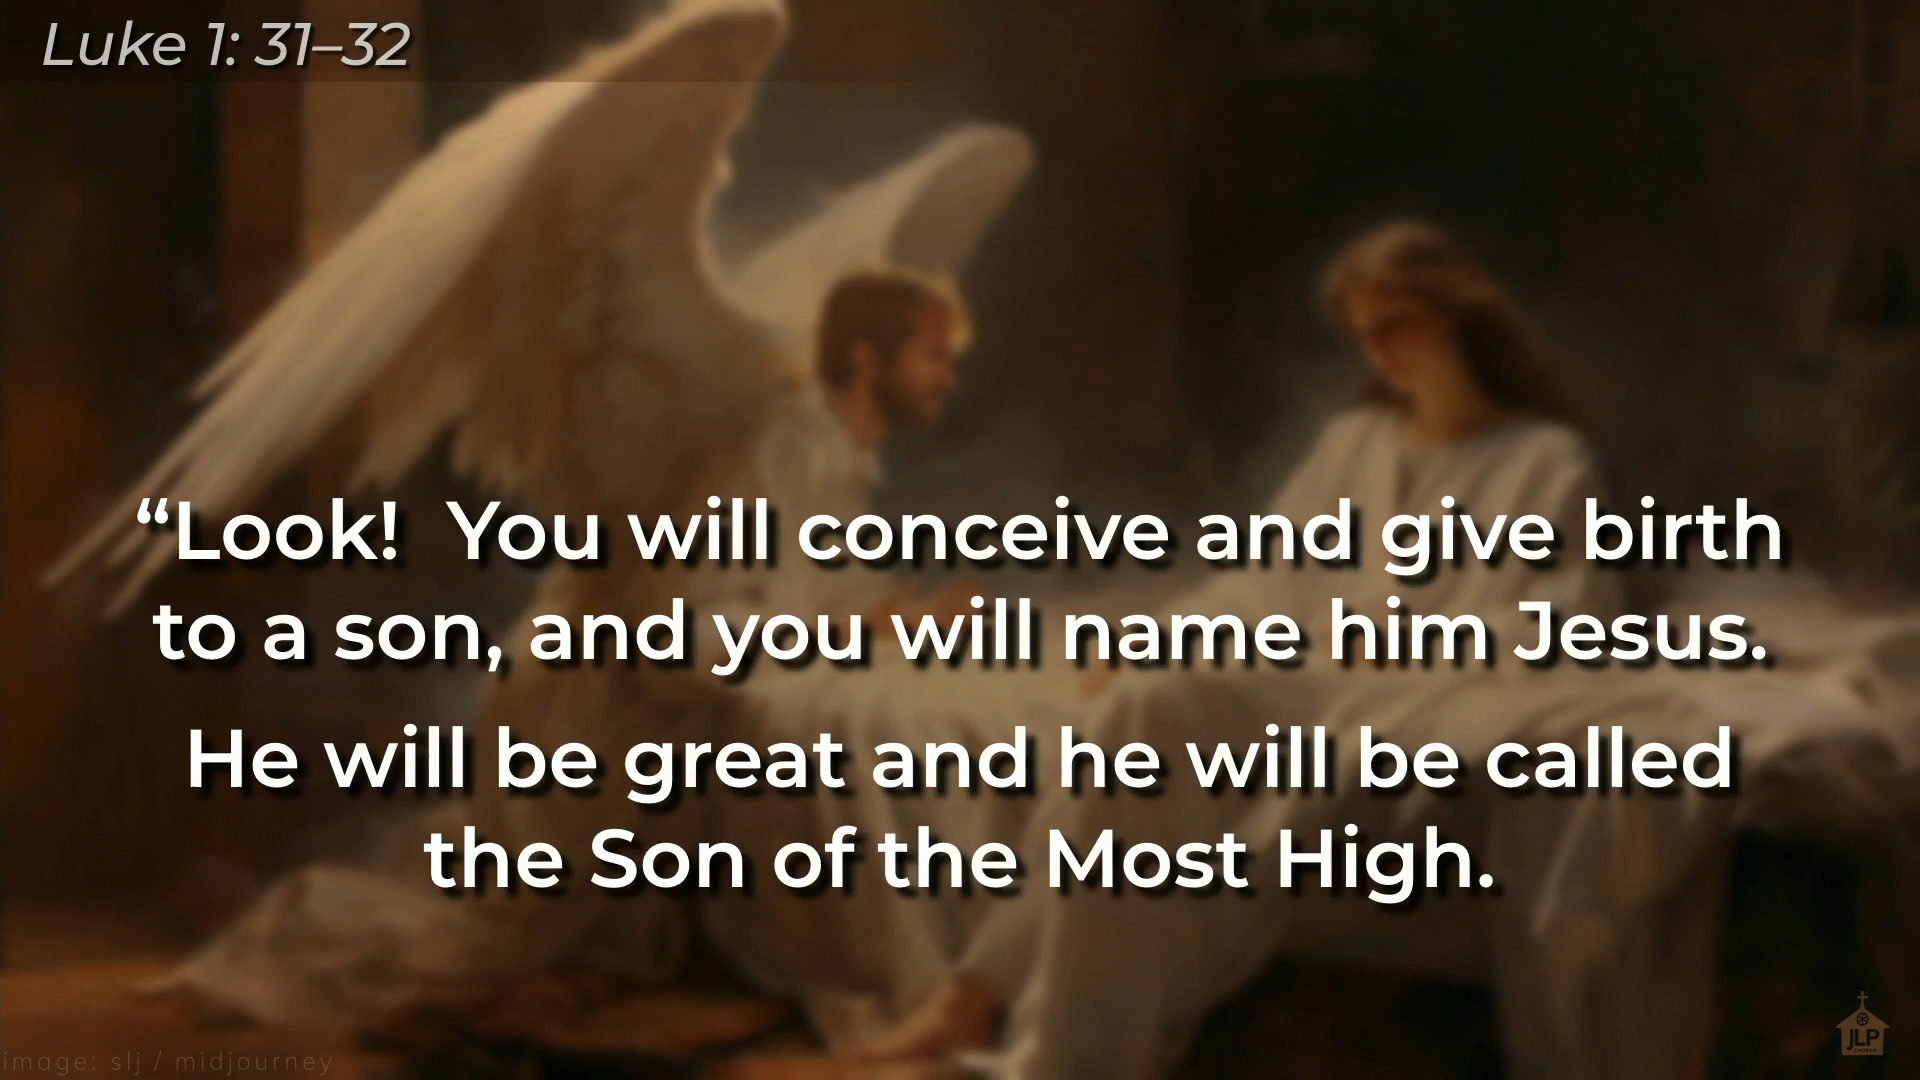 Luke 1: 31–32
“Look!  You will conceive and give birth
to a son, and you will name him Jesus.
He will be great and he will be called
the Son of the Most High.
image: slj / midjourney
JLP
CHURCH